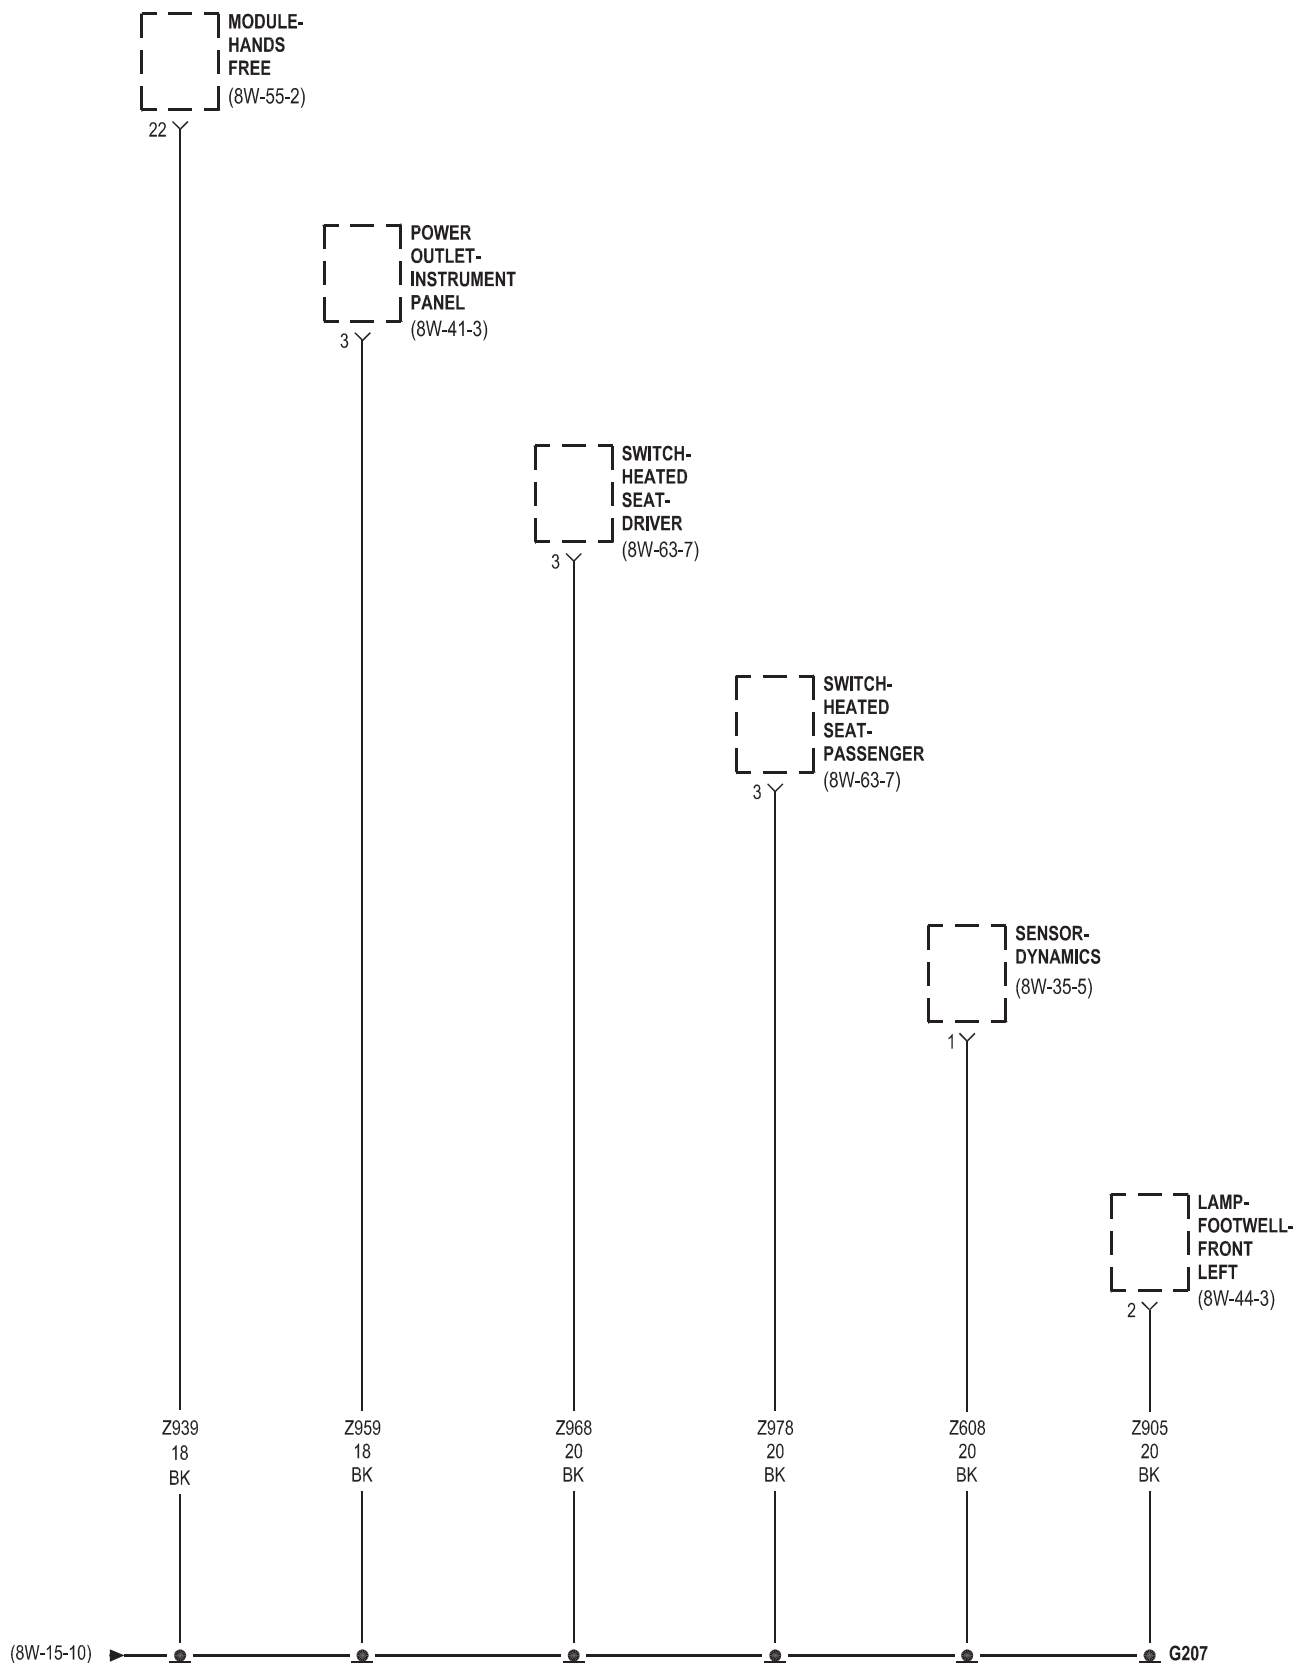 MODULE-
HANDS
FREE
(8W-55-2)
22
POWER
OUTLET-
INSTRUMENT
PANEL
(8W-41-3)
3
SWITCH-
HEATED
SEAT-
DRIVER
(8W-63-7)
3
SWITCH-
HEATED
SEAT-
PASSENGER
(8W-63-7)
3
SENSOR-
DYNAMICS
(8W-35-5)
1
LAMP-
FOOTWELL-
FRONT
LEFT
(8W-44-3)
2
Z939
18
BK
Z959
18
BK
Z968
20
BK
Z978
20
BK
Z608
20
BK
Z905
20
BK
(8W-15-10)
G207